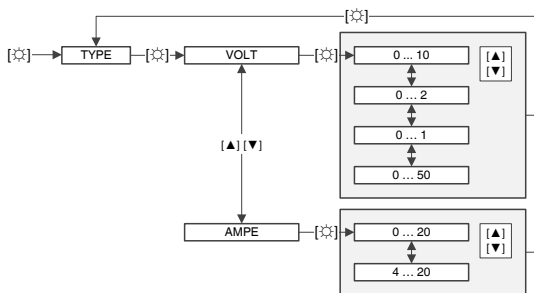 [☼]
[☼] TYPE [☼] VOLT [☼] 0 ... 10 [▲]
[▼]
0 ... 2
0 ... 1
0 ... 50
[▲] [▼]
AMPE [☼] 0 ... 20 [▲]
[▼]
4 ... 20